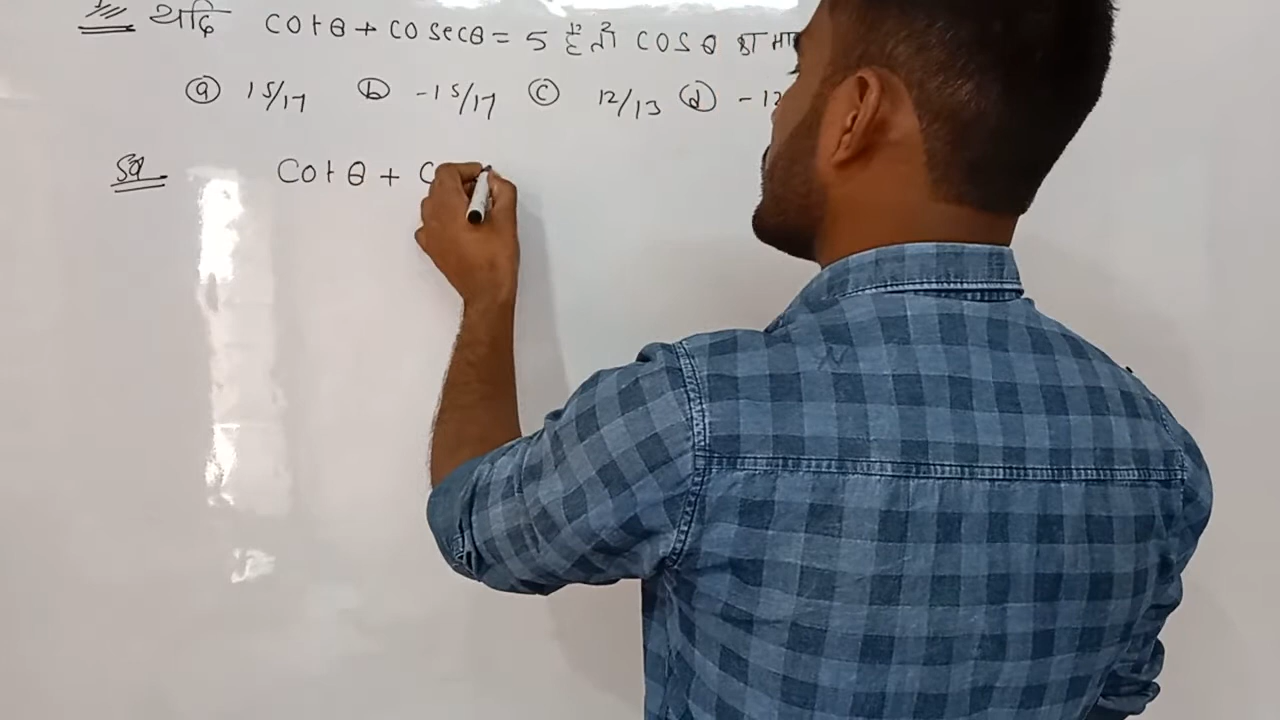 यदि cotθ + cosecθ = 5 है तो cosθ का
ⓐ 15/17 ⓑ -15/17 ⓒ 12/13 ⓓ -12
Sol cotθ + C